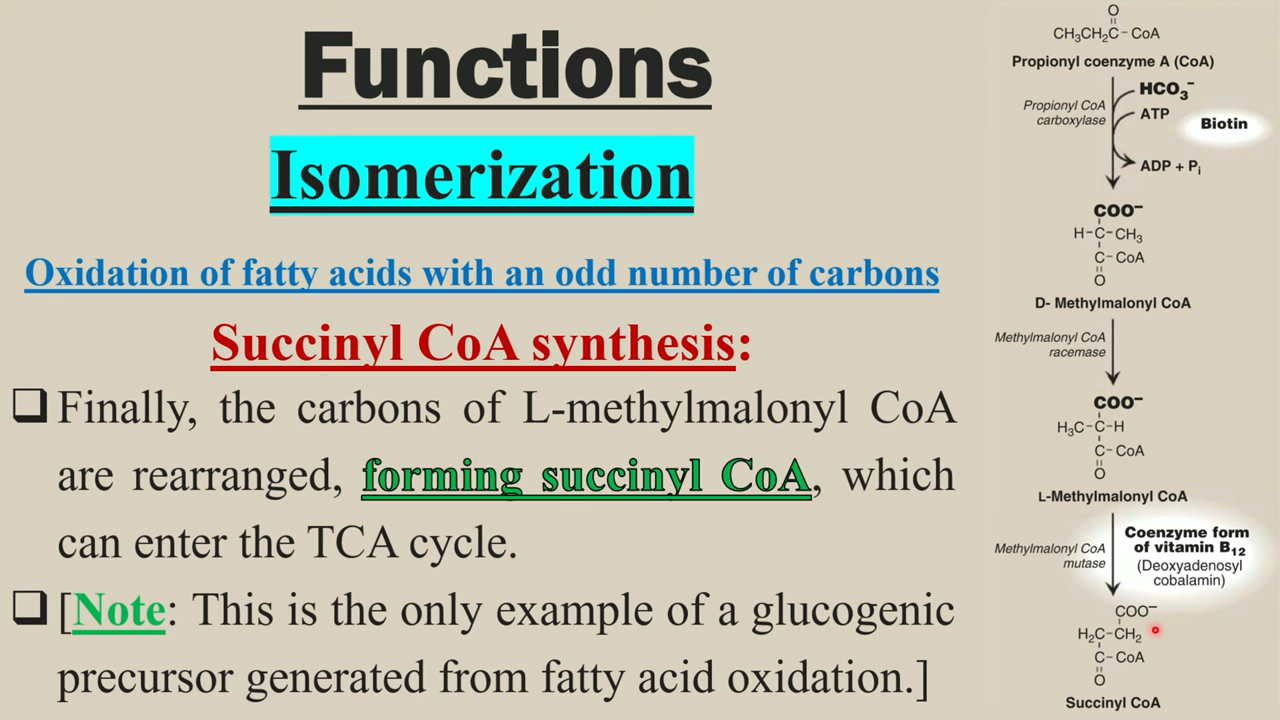 Functions
Isomerization
Oxidation of fatty acids with an odd number of carbons
Succinyl CoA synthesis:
❑ Finally, the carbons of L-methylmalonyl CoA
are rearranged, forming succinyl CoA, which
can enter the TCA cycle.
❑ [Note: This is the only example of a glucogenic
precursor generated from fatty acid oxidation.]
O
CH₃CH₂C-CoA
Propionyl coenzyme A (CoA)
Propionyl CoA
carboxylase
HCO₃⁻
ATP
Biotin
ADP + Pᵢ
COO⁻
H-C-CH₃
C-CoA
O
D- Methylmalonyl CoA
Methylmalonyl CoA
racemase
COO⁻
H₃C-C-H
C-CoA
O
L-Methylmalonyl CoA
Methylmalonyl CoA
mutase
Coenzyme form
of vitamin B₁₂
(Deoxyadenosyl
cobalamin)
COO⁻
H₂C-CH₂
C-CoA
O
Succinyl CoA